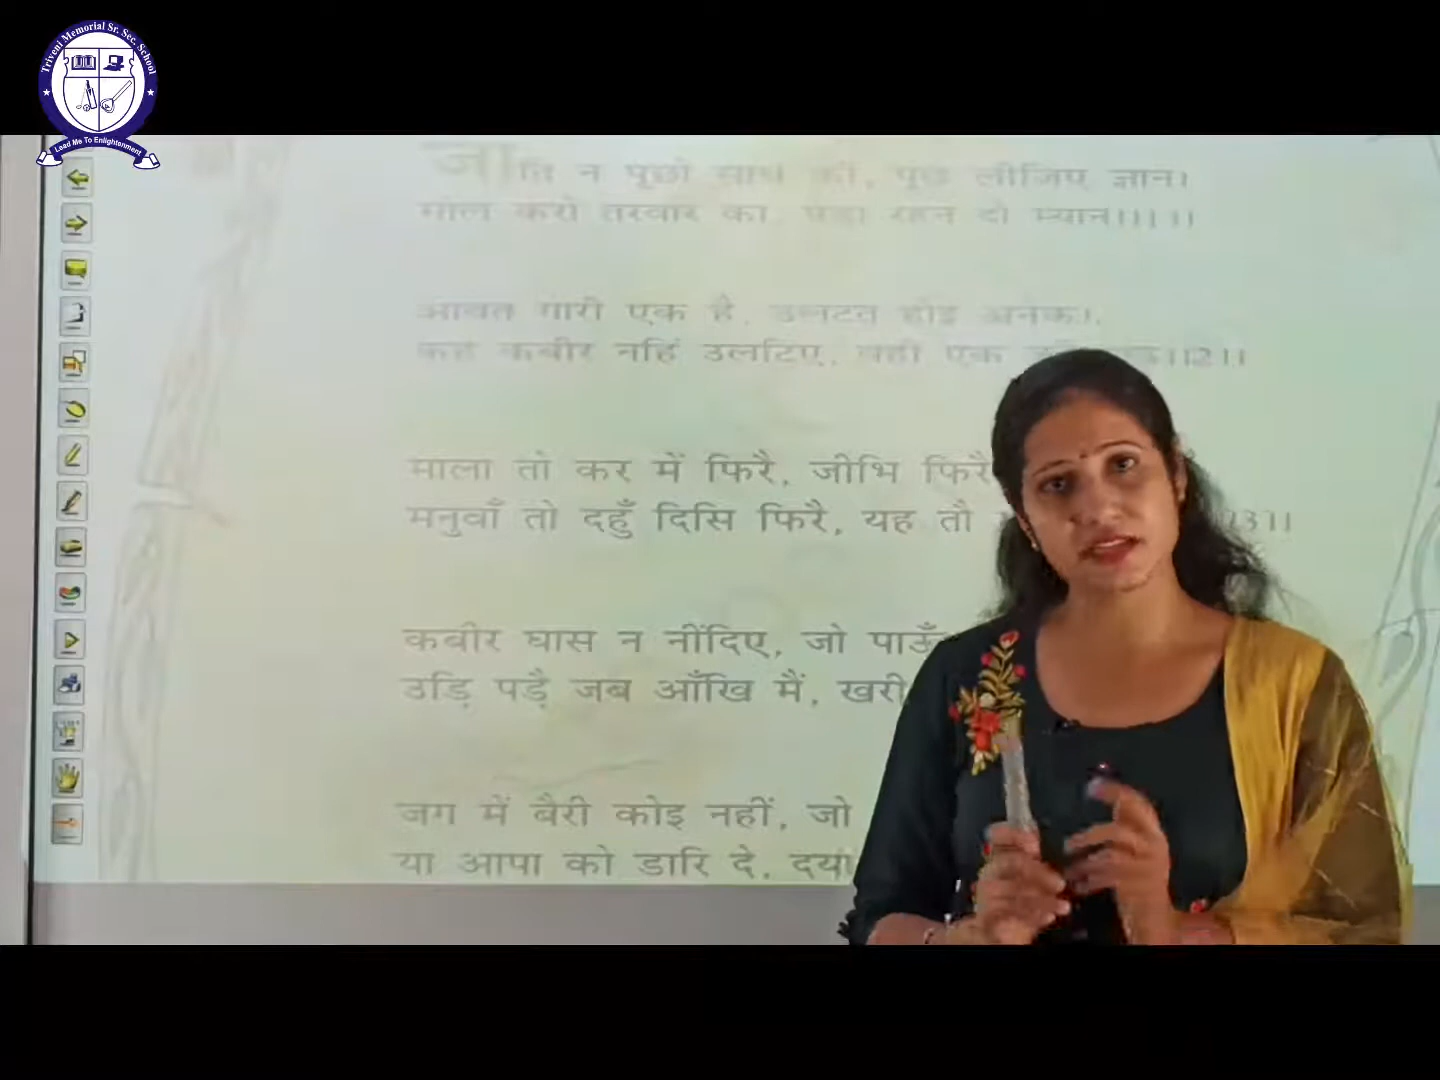 Triveni Memorial Sr. Sec. School
Lead Me To Enlightenment
जाति न पूछो साध की, पूछ लीजिए ज्ञान।
मोल करो तरवार का, पड़ा रहन दो म्यान।।1।।
आवत गारी एक है, उलटत होइ अनेक।
कह कबीर नहिं उलटिए, वही एक ।।2।।
माला तो कर में फिरै, जीभि फिरै
मनुवाँ तो दहुँ दिसि फिरै, यह तौ 3।।
कबीर घास न नींदिए, जो पाऊँ
उड़ि पड़ै जब आँखि मैं, खरी
जग में बैरी कोइ नहीं, जो
या आपा को डारि दे, दया